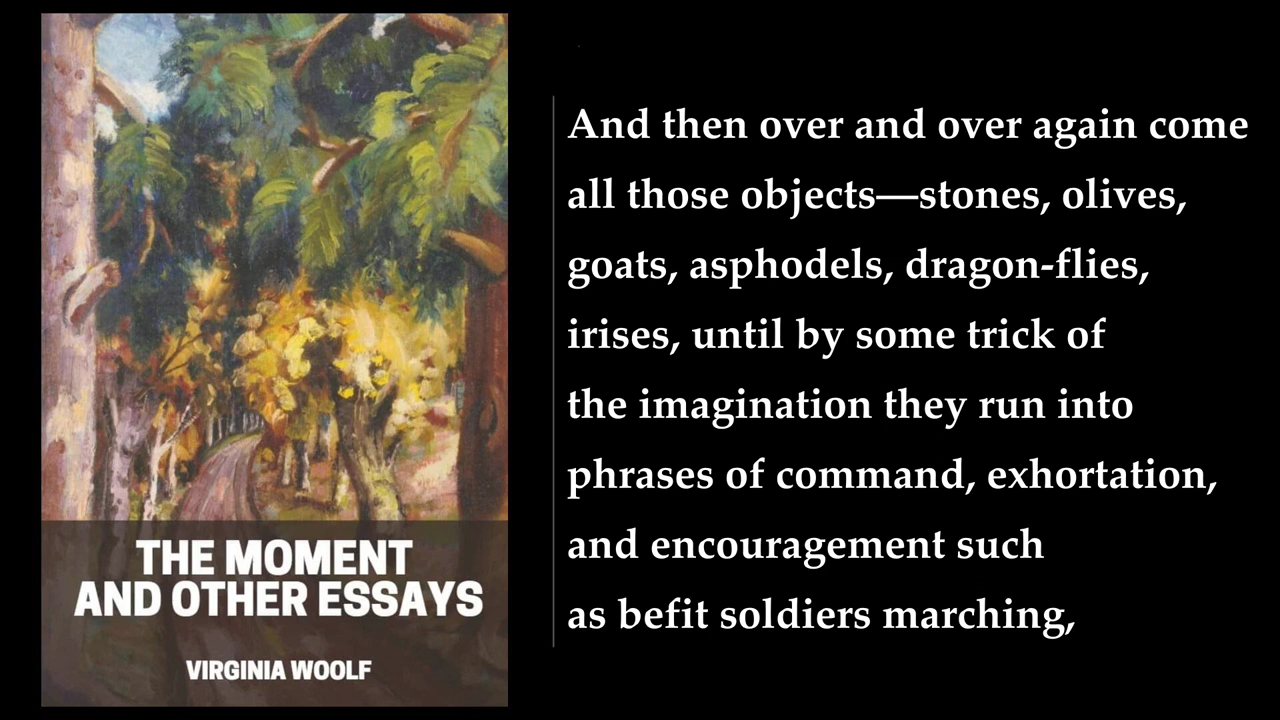 THE MOMENT
AND OTHER ESSAYS
VIRGINIA WOOLF
And then over and over again come
all those objects—stones, olives,
goats, asphodels, dragon-flies,
irises, until by some trick of
the imagination they run into
phrases of command, exhortation,
and encouragement such
as befit soldiers marching,